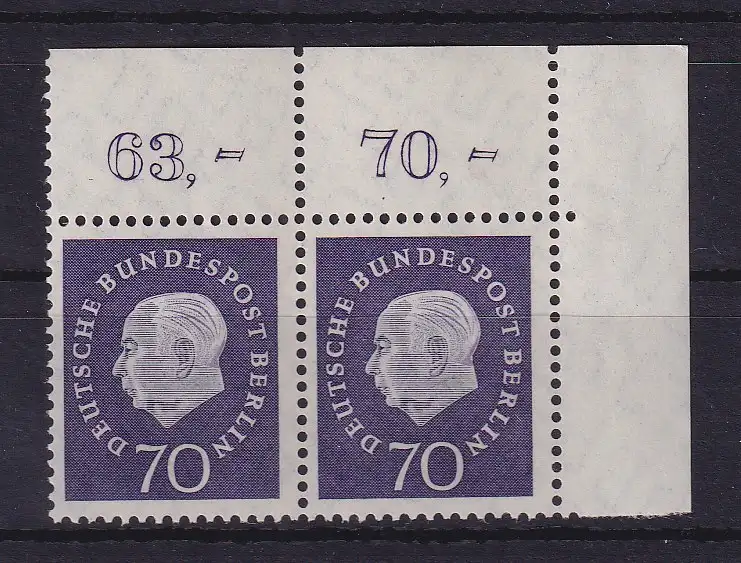 63,- 70,-
DEUTSCHE BUNDESPOST BERLIN
70
DEUTSCHE BUNDESPOST BERLIN
70